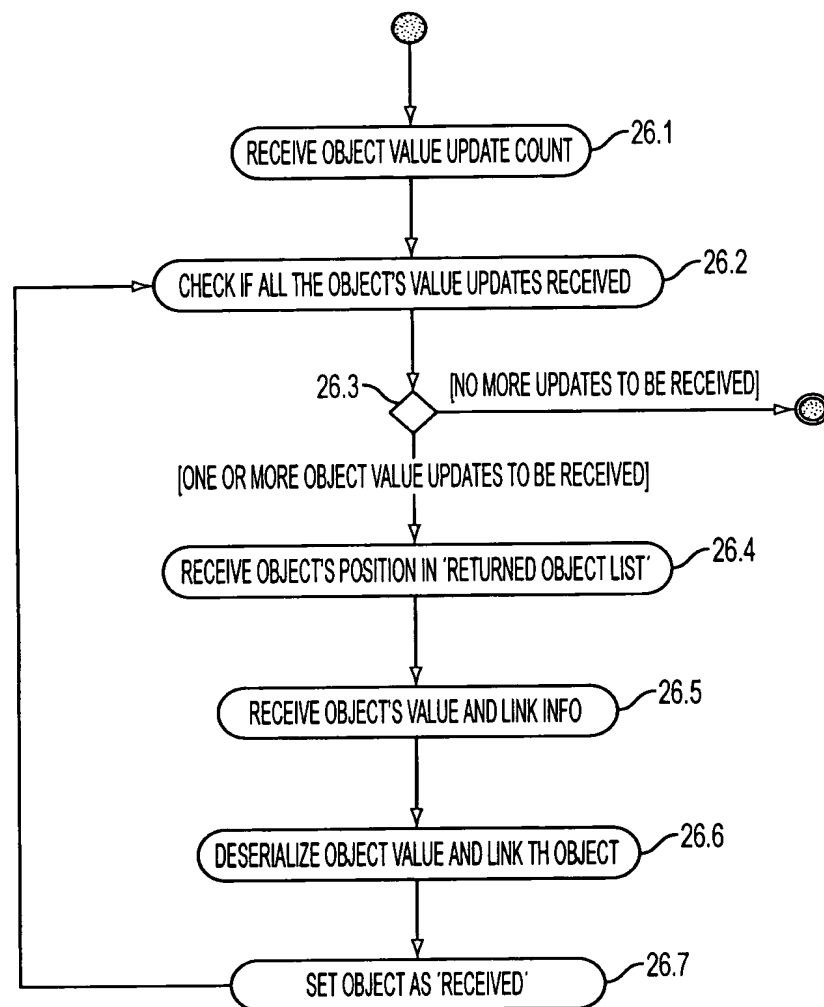 RECEIVE OBJECT VALUE UPDATE COUNT
26.1
CHECK IF ALL THE OBJECT'S VALUE UPDATES RECEIVED
26.2
26.3
[NO MORE UPDATES TO BE RECEIVED]
[ONE OR MORE OBJECT VALUE UPDATES TO BE RECEIVED]
RECEIVE OBJECT'S POSITION IN 'RETURNED OBJECT LIST'
26.4
RECEIVE OBJECT'S VALUE AND LINK INFO
26.5
DESERIALIZE OBJECT VALUE AND LINK TH OBJECT
26.6
SET OBJECT AS 'RECEIVED'
26.7